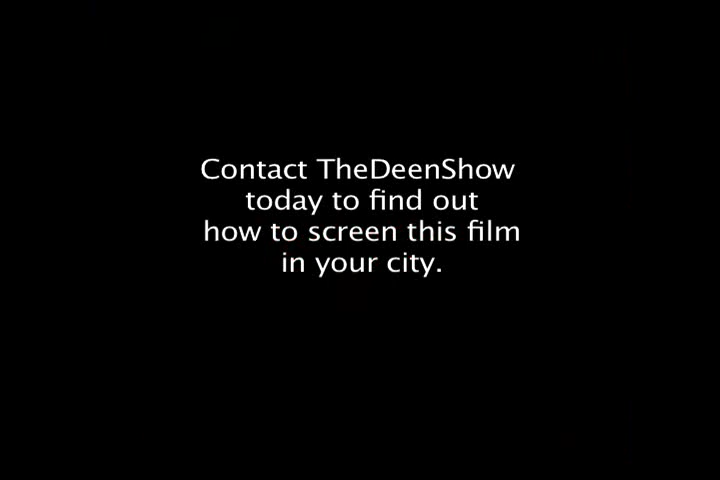 Contact TheDeenShow
today to find out
how to screen this film
in your city.